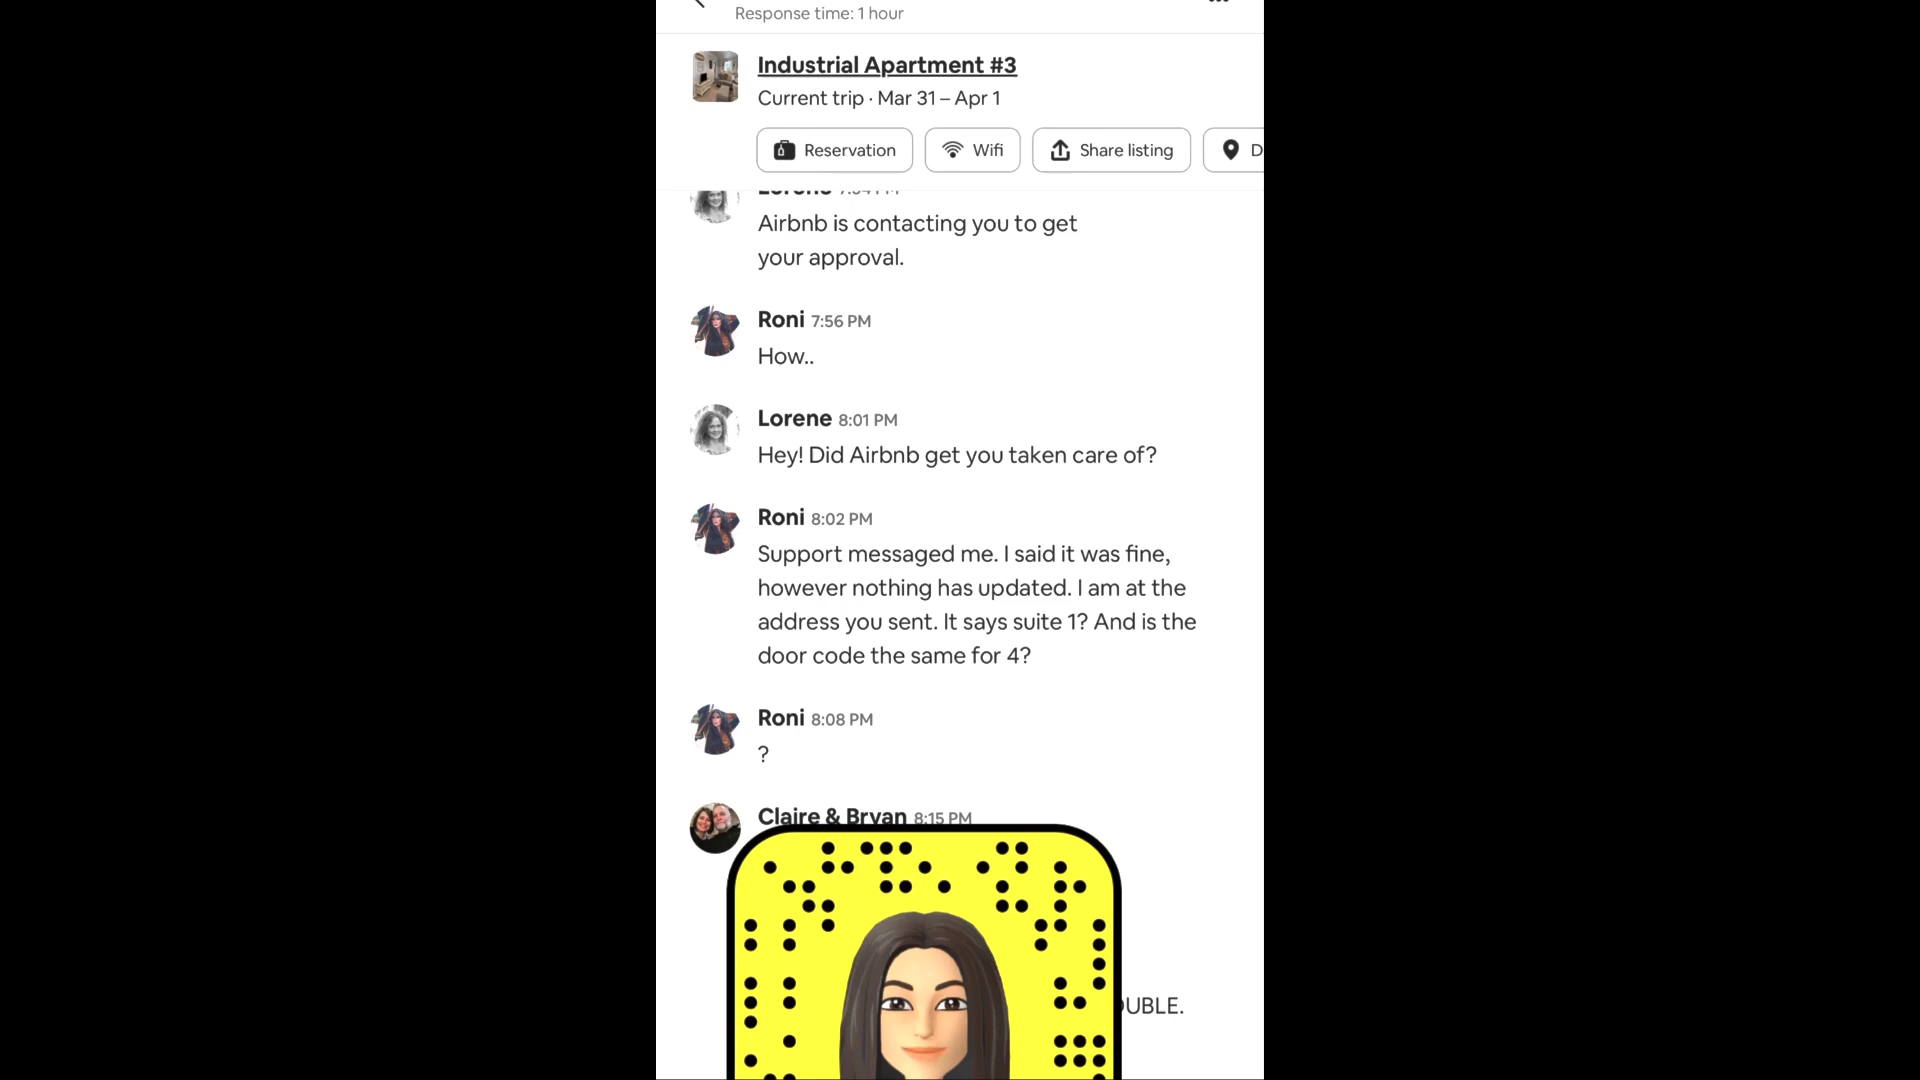 Response time: 1 hour
Industrial Apartment #3
Current trip · Mar 31 – Apr 1
Reservation
Wifi
Share listing
D
Lorene 7:54 PM
Airbnb is contacting you to get
your approval.
Roni 7:56 PM
How..
Lorene 8:01 PM
Hey! Did Airbnb get you taken care of?
Roni 8:02 PM
Support messaged me. I said it was fine,
however nothing has updated. I am at the
address you sent. It says suite 1? And is the
door code the same for 4?
Roni 8:08 PM
?
Claire & Bryan 8:15 PM
OUBLE.